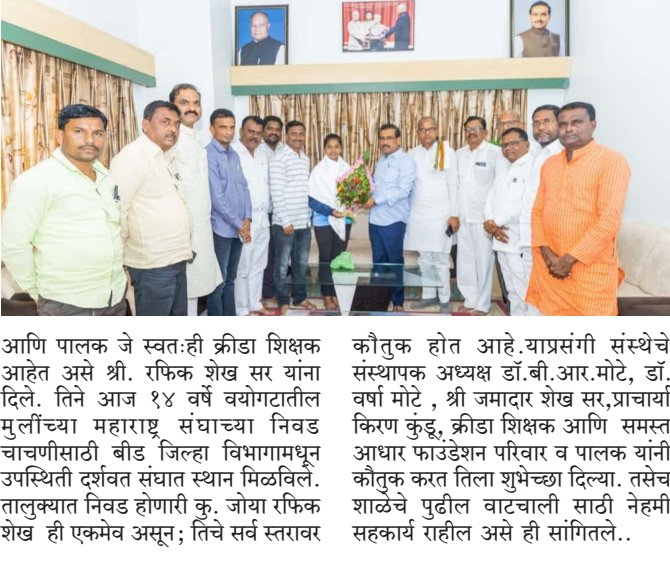 आणि पालक जे स्वतःही क्रीडा शिक्षक
आहेत असे श्री. रफिक शेख सर यांना
दिले. तिने आज १४ वर्षे वयोगटातील
मुलींच्या महाराष्ट्र संघाच्या निवड
चाचणीसाठी बीड जिल्हा विभागामधून
उपस्थिती दर्शवत संघात स्थान मिळविले.
तालुक्यात निवड होणारी कु. जोया रफिक
शेख ही एकमेव असून; तिचे सर्व स्तरावर
कौतुक होत आहे.याप्रसंगी संस्थेचे
संस्थापक अध्यक्ष डॉ.बी.आर.मोटे, डॉ.
वर्षा मोटे , श्री जमादार शेख सर,प्राचार्या
किरण कुंडू, क्रीडा शिक्षक आणि समस्त
आधार फाउंडेशन परिवार व पालक यांनी
कौतुक करत तिला शुभेच्छा दिल्या. तसेच
शाळेचे पुढील वाटचाली साठी नेहमी
सहकार्य राहील असे ही सांगितले..